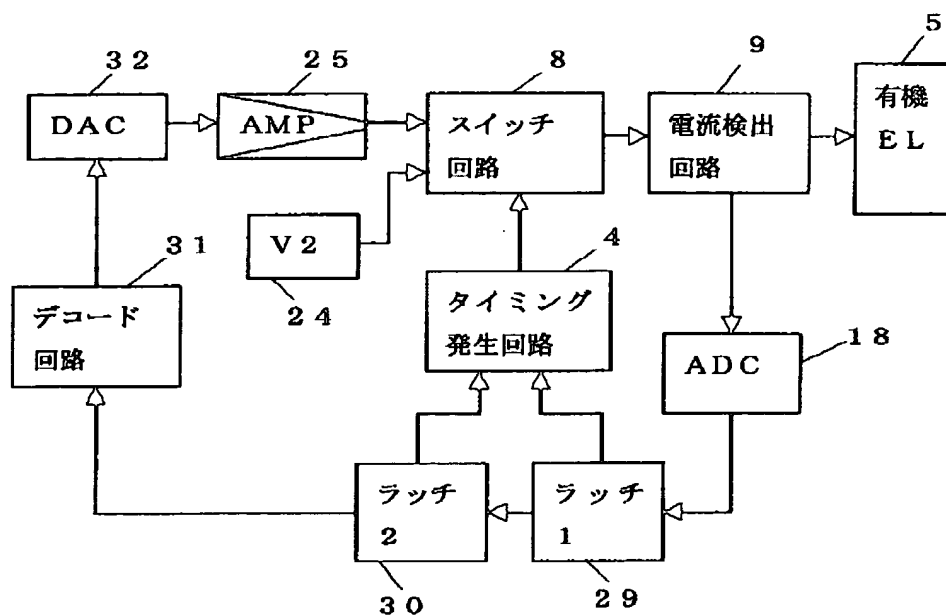 32
DAC
25
AMP
8
スイッチ
回路
9
電流検出
回路
5
有機
EL
V2
24
31
デコード
回路
4
タイミング
発生回路
18
ADC
ラッチ
2
30
ラッチ
1
29